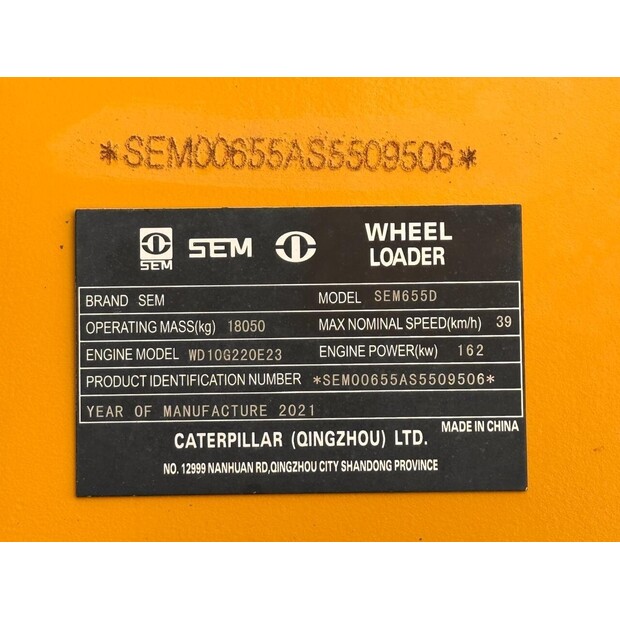 *SEM00655AS5509506*
SEM SEM WHEEL LOADER
BRAND SEM MODEL SEM655D
OPERATING MASS(kg) 18050 MAX NOMINAL SPEED(km/h) 39
ENGINE MODEL WD10G220E23 ENGINE POWER(kw) 162
PRODUCT IDENTIFICATION NUMBER *SEM00655AS5509506*
YEAR OF MANUFACTURE 2021
MADE IN CHINA
CATERPILLAR (QINGZHOU) LTD.
NO. 12999 NANHUAN RD,QINGZHOU CITY SHANDONG PROVINCE